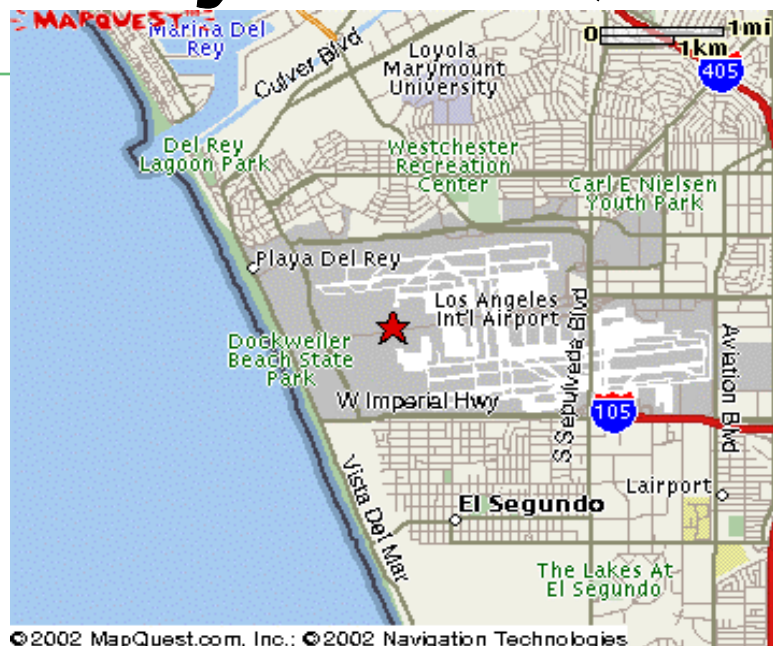 MAPQUEST
Marina Del
Rey
0 1mi
1km
Culver Blvd
Loyola
Marymount
University
405
Del Rey
Lagoon Park
Westchester
Recreation
Center
Carl E Nielsen
Youth Park
Playa Del Rey
Los Angeles
Int'l Airport
S Sepulveda Blvd
Dockweiler
Beach State
Park
Aviation Blvd
W Imperial Hwy
105
Vista Del Mar
Lairport
El Segundo
The Lakes At
El Segundo
©2002 MapQuest.com, Inc.; ©2002 Navigation Technologies